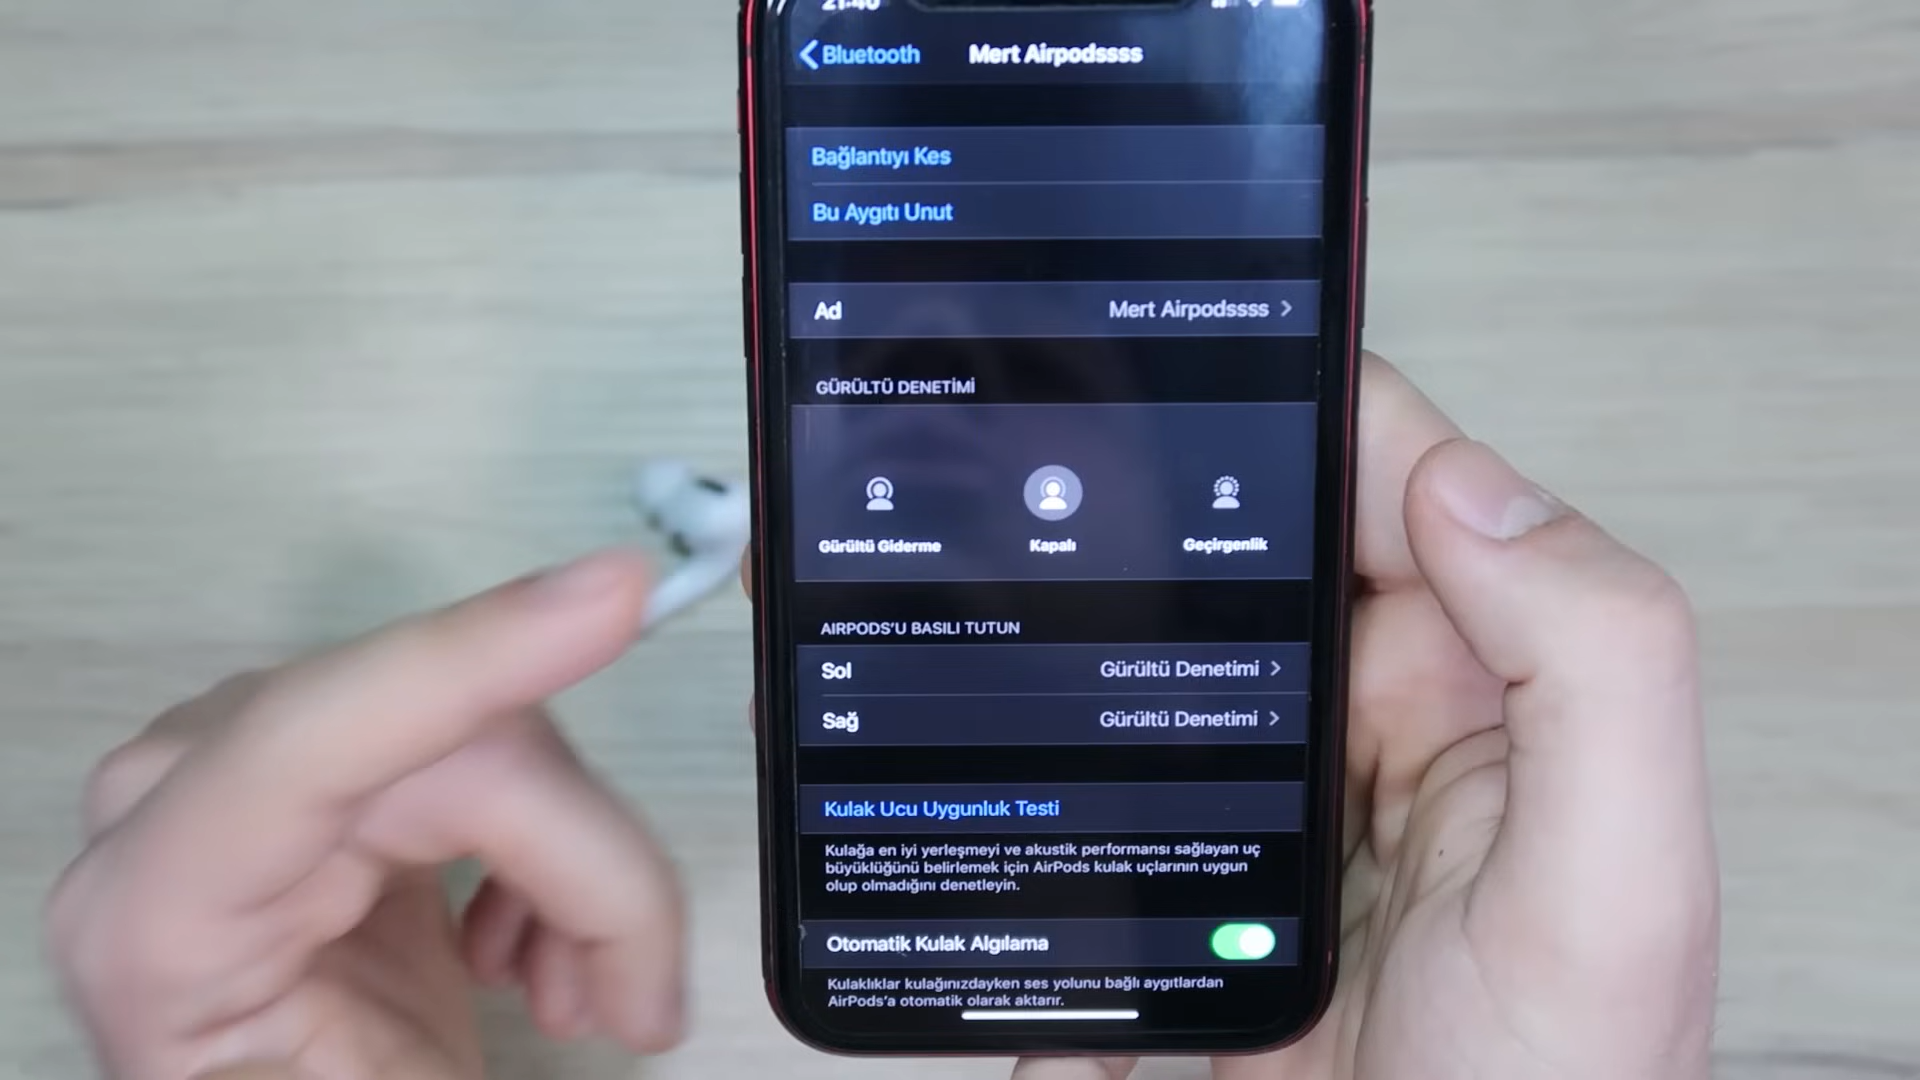 21:40
Bluetooth
Mert Airpodssss
Bağlantıyı Kes
Bu Aygıtı Unut
Ad
Mert Airpodssss
GÜRÜLTÜ DENETİMİ
Gürültü Giderme
Kapalı
Geçirgenlik
AIRPODS'U BASILI TUTUN
Sol
Gürültü Denetimi
Sağ
Gürültü Denetimi
Kulak Ucu Uygunluk Testi
Kulağa en iyi yerleşmeyi ve akustik performansı sağlayan uç
büyüklüğünü belirlemek için AirPods kulak uçlarının uygun
olup olmadığını denetleyin.
Otomatik Kulak Algılama
Kulaklıklar kulağınızdayken ses yolunu bağlı aygıtlardan
AirPods'a otomatik olarak aktarır.